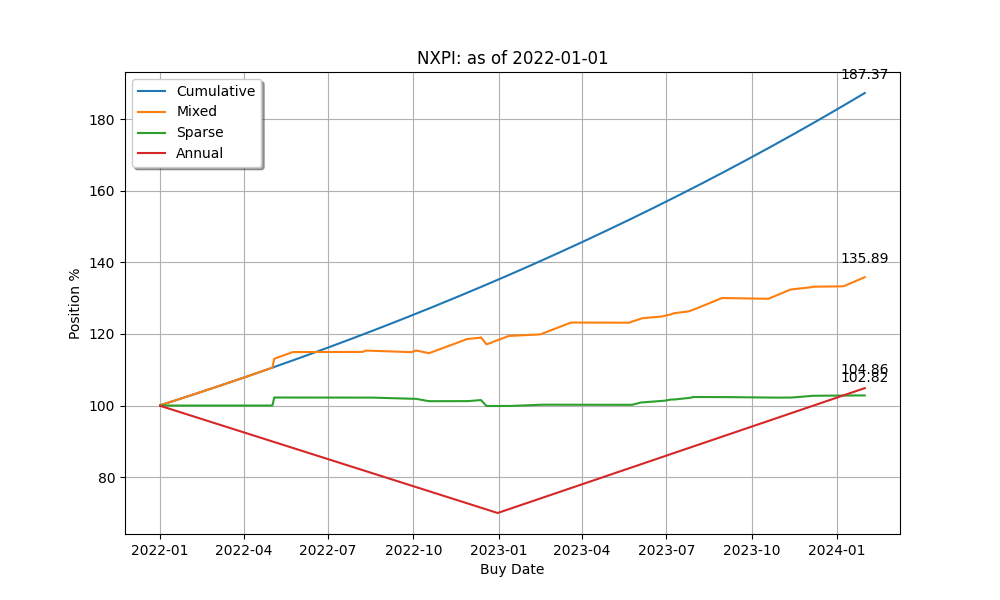 NXPI: as of 2022-01-01
187.37
Cumulative
Mixed
Sparse
Annual
180
160
140
120
100
80
135.89
104.86
102.82
Position %
2022-01 2022-04 2022-07 2022-10 2023-01 2023-04 2023-07 2023-10 2024-01
Buy Date